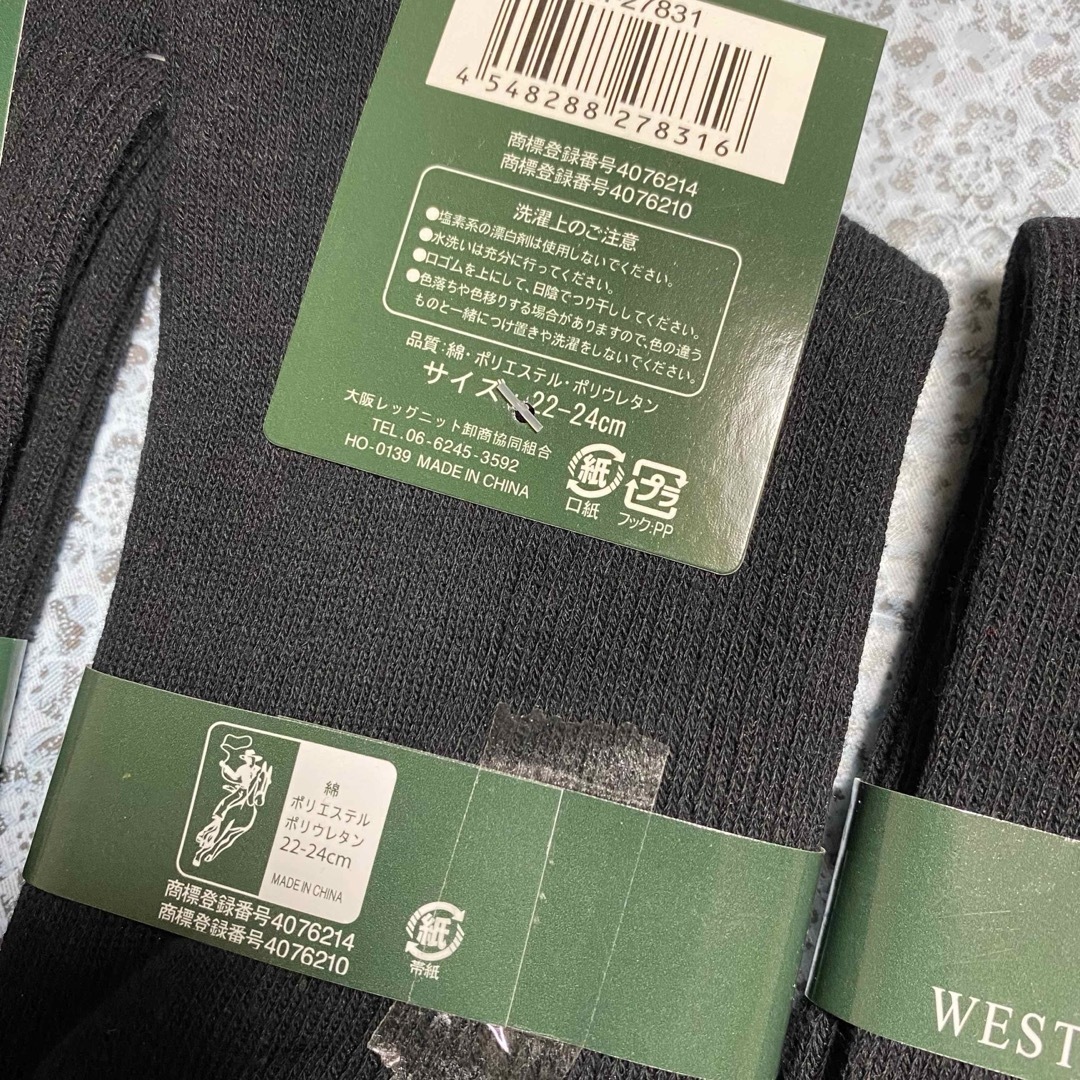 27831
4 548288 278316
商標登録番号4076214
商標登録番号4076210
洗濯上のご注意
●塩素系の漂白剤は使用しないでください。
●水洗いは充分に行ってください。
●口ゴムを上にして、日陰でつり干ししてください。
●色落ちや色移りする場合がありますので、色の違う
ものと一緒につけ置きや洗濯をしないでください。
品質:綿・ポリエステル・ポリウレタン
サイズ 22-24cm
大阪レッグニット卸商協同組合
TEL.06-6245-3592
HO-0139 MADE IN CHINA
紙
口紙
プラ
フック:PP
綿
ポリエステル
ポリウレタン
22-24cm
MADE IN CHINA
商標登録番号4076214
商標登録番号4076210
紙
帯紙
WEST